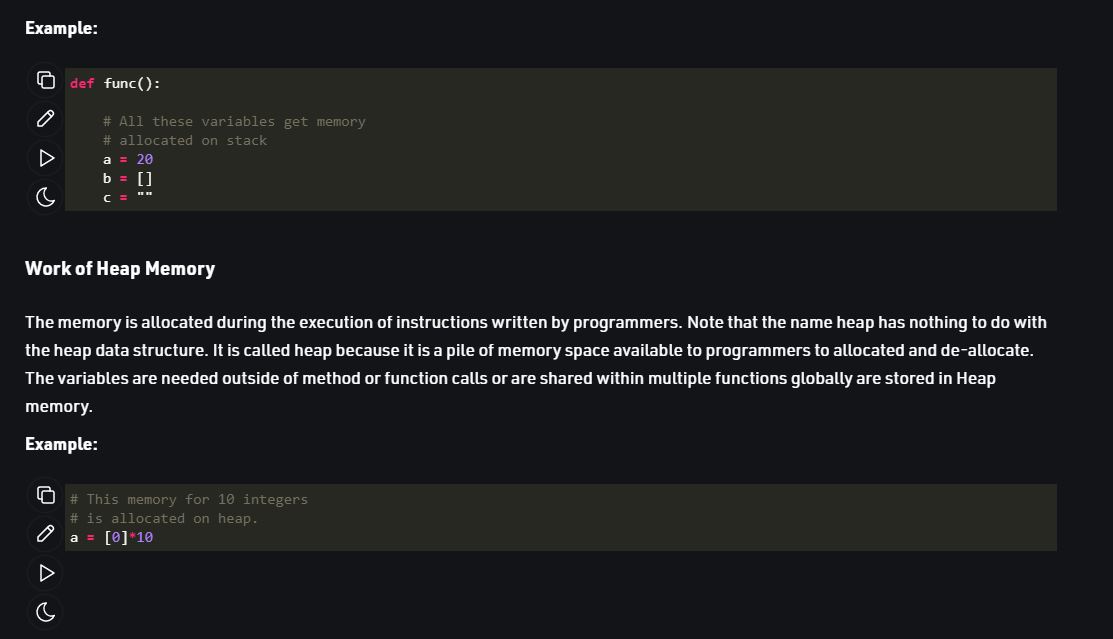 Example:
def func():
    # All these variables get memory
    # allocated on stack
    a = 20
    b = []
    c = ""
Work of Heap Memory
The memory is allocated during the execution of instructions written by programmers. Note that the name heap has nothing to do with
the heap data structure. It is called heap because it is a pile of memory space available to programmers to allocated and de-allocate.
The variables are needed outside of method or function calls or are shared within multiple functions globally are stored in Heap
memory.
Example:
# This memory for 10 integers
# is allocated on heap.
a = [0]*10